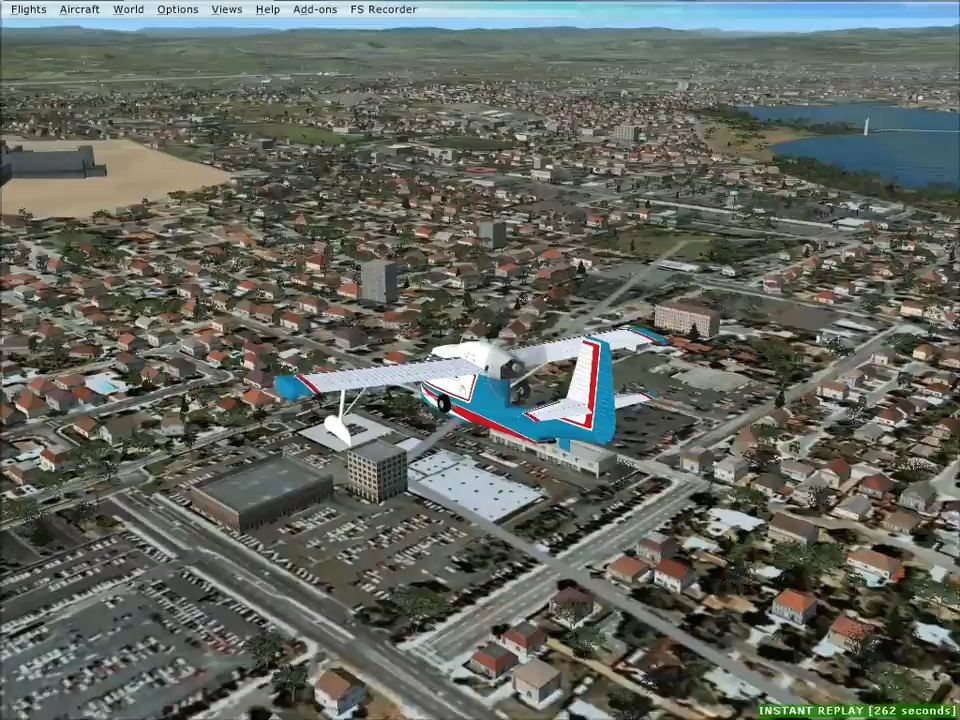 Flights Aircraft World Options Views Help Add-ons FS Recorder
INSTANT REPLAY [262 seconds]